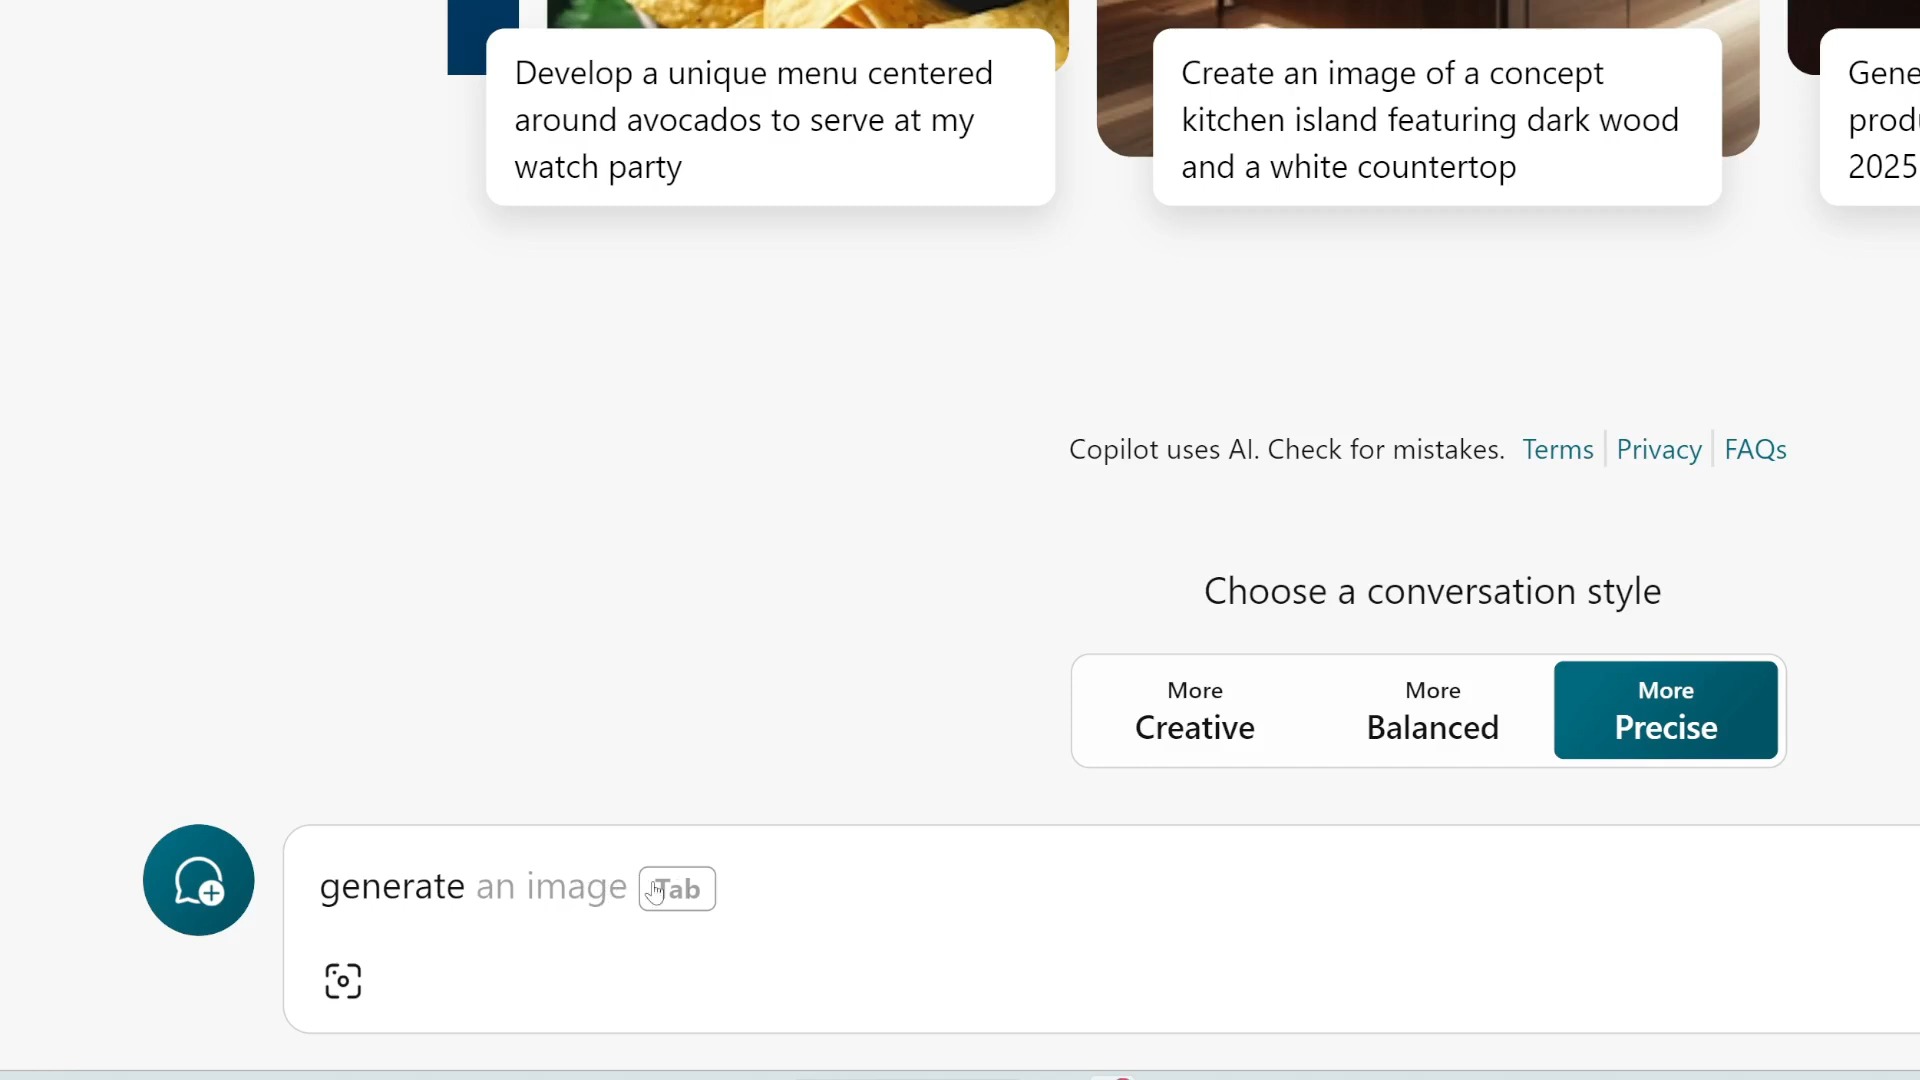 Develop a unique menu centered
around avocados to serve at my
watch party
Create an image of a concept
kitchen island featuring dark wood
and a white countertop
2025
Copilot uses AI. Check for mistakes. Terms Privacy FAQs
Choose a conversation style
More Creative
More Balanced
More Precise
generate an image Tab